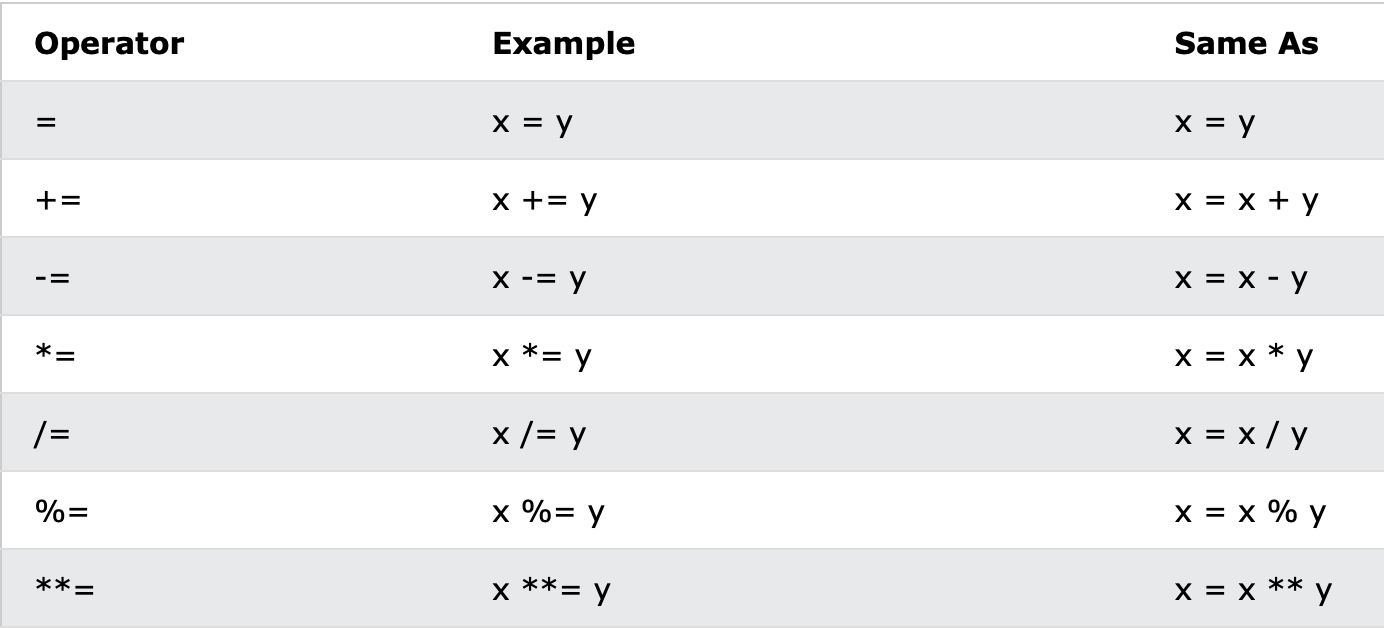 Operator Example Same As
= x = y x = y
+= x += y x = x + y
-= x -= y x = x - y
*= x *= y x = x * y
/= x /= y x = x / y
%= x %= y x = x % y
**= x **= y x = x ** y